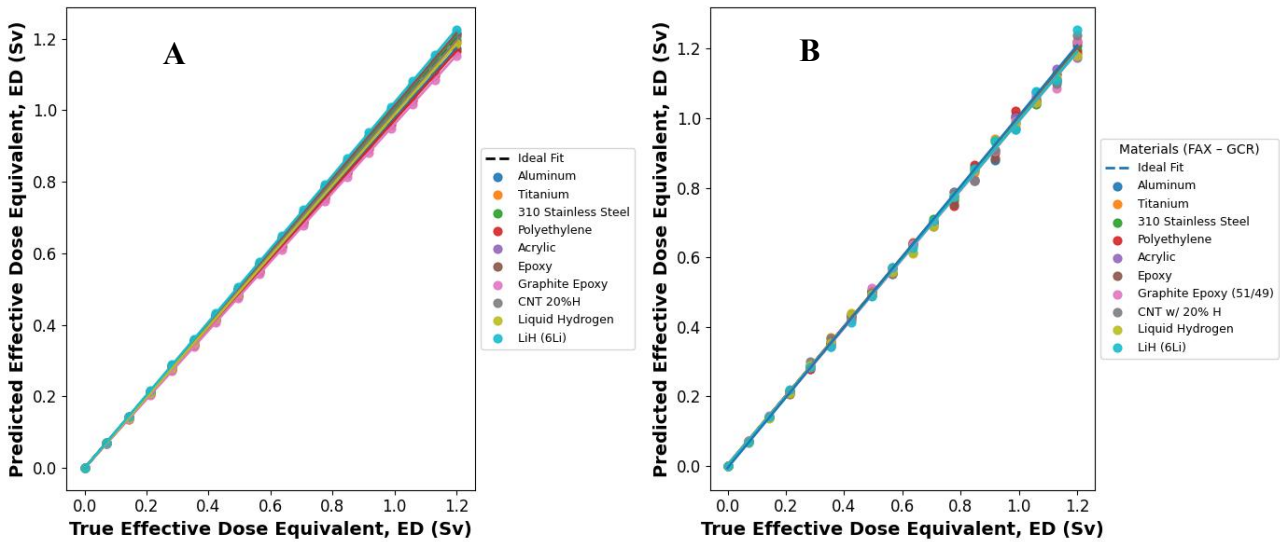 A
Predicted Effective Dose Equivalent, ED (Sv)
1.2
1.0
0.8
0.6
0.4
0.2
0.0
0.0 0.2 0.4 0.6 0.8 1.0 1.2
True Effective Dose Equivalent, ED (Sv)
Ideal Fit
Aluminum
Titanium
310 Stainless Steel
Polyethylene
Acrylic
Epoxy
Graphite Epoxy
CNT 20%H
Liquid Hydrogen
LiH (6Li)
B
Predicted Effective Dose Equivalent, ED (Sv)
1.2
1.0
0.8
0.6
0.4
0.2
0.0
0.0 0.2 0.4 0.6 0.8 1.0 1.2
True Effective Dose Equivalent, ED (Sv)
Materials (FAX – GCR)
Ideal Fit
Aluminum
Titanium
310 Stainless Steel
Polyethylene
Acrylic
Epoxy
Graphite Epoxy (51/49)
CNT w/ 20% H
Liquid Hydrogen
LiH (6Li)